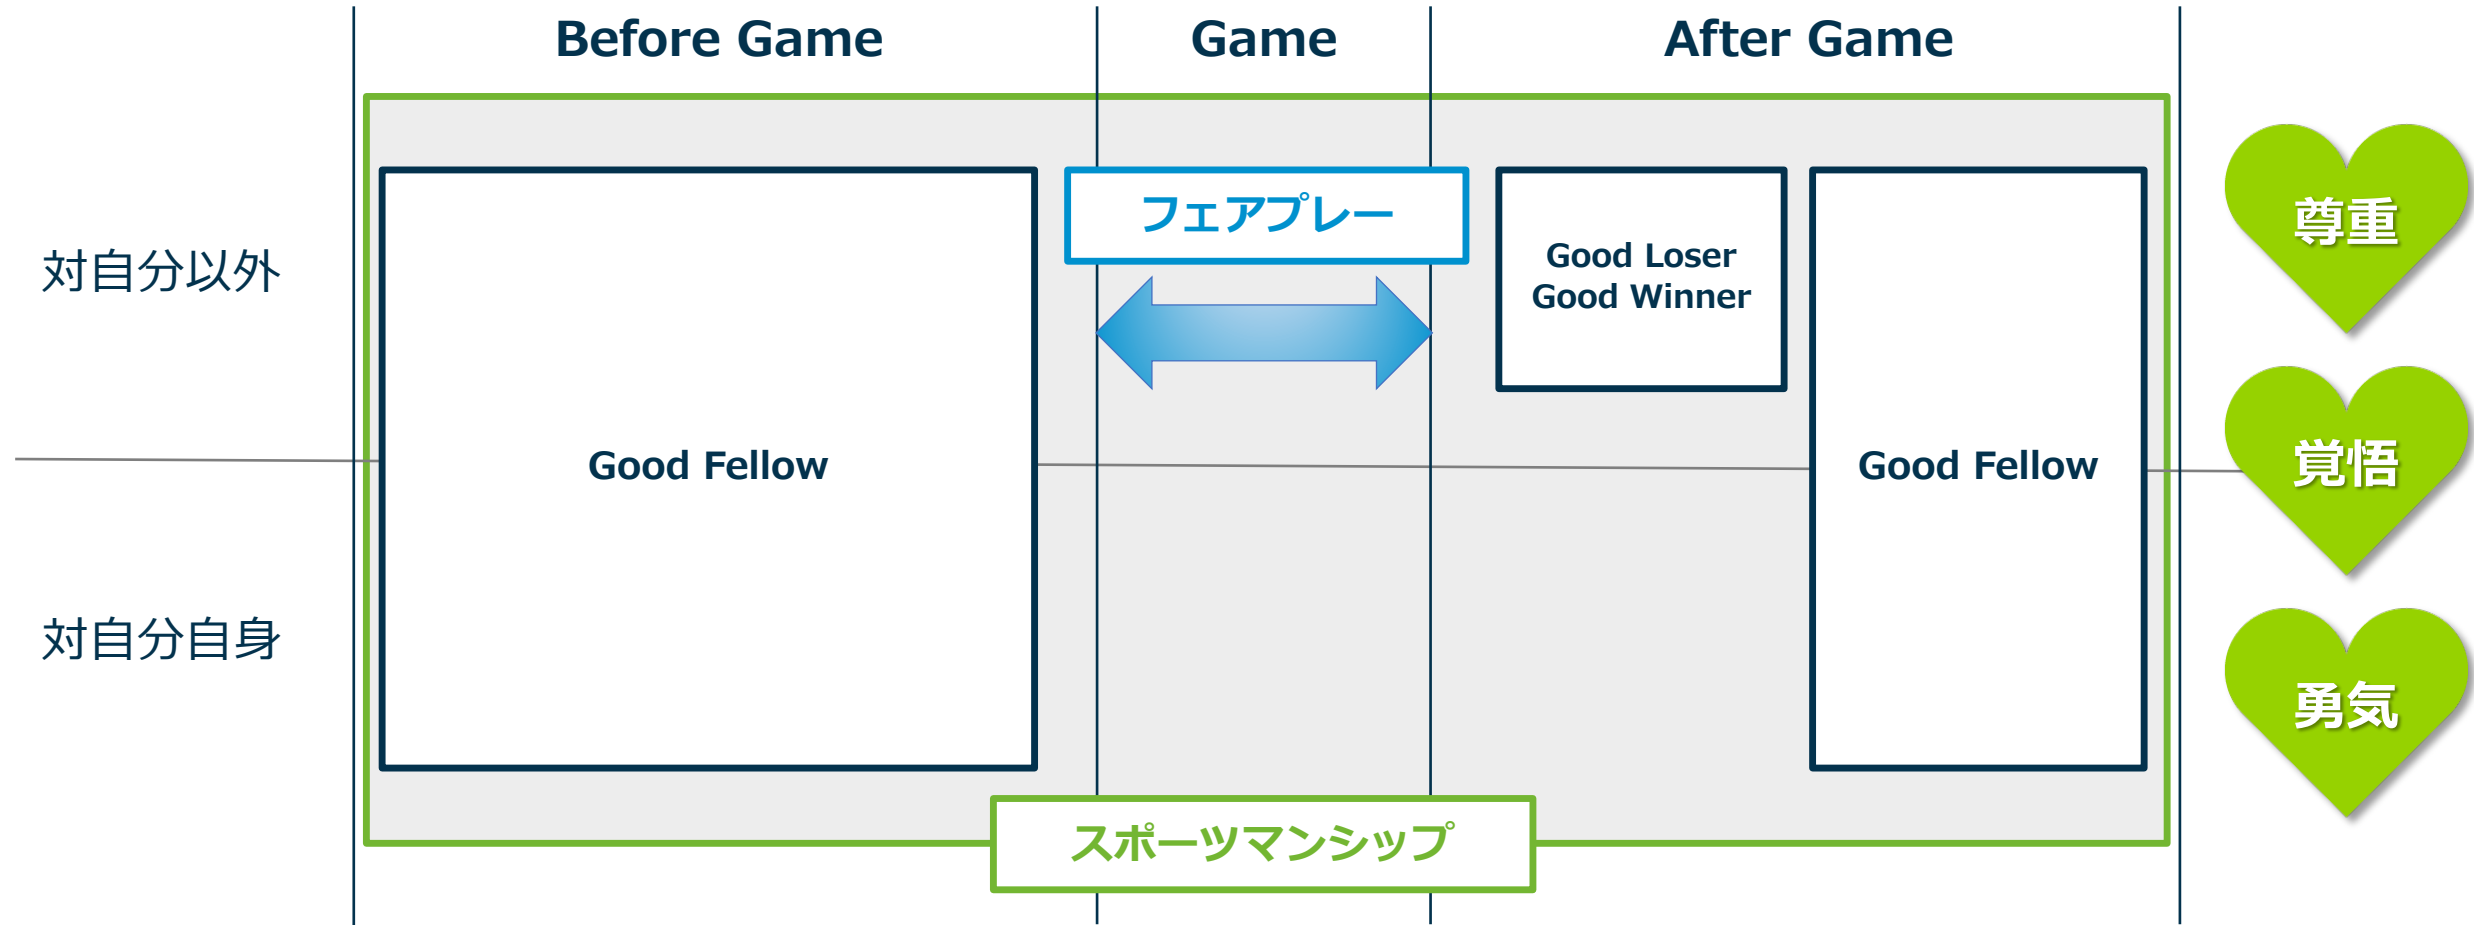 Before Game
Game
After Game
対自分以外
フェアプレー
Good Loser
Good Winner
尊重
Good Fellow
Good Fellow
覚悟
対自分自身
勇気
スポーツマンシップ